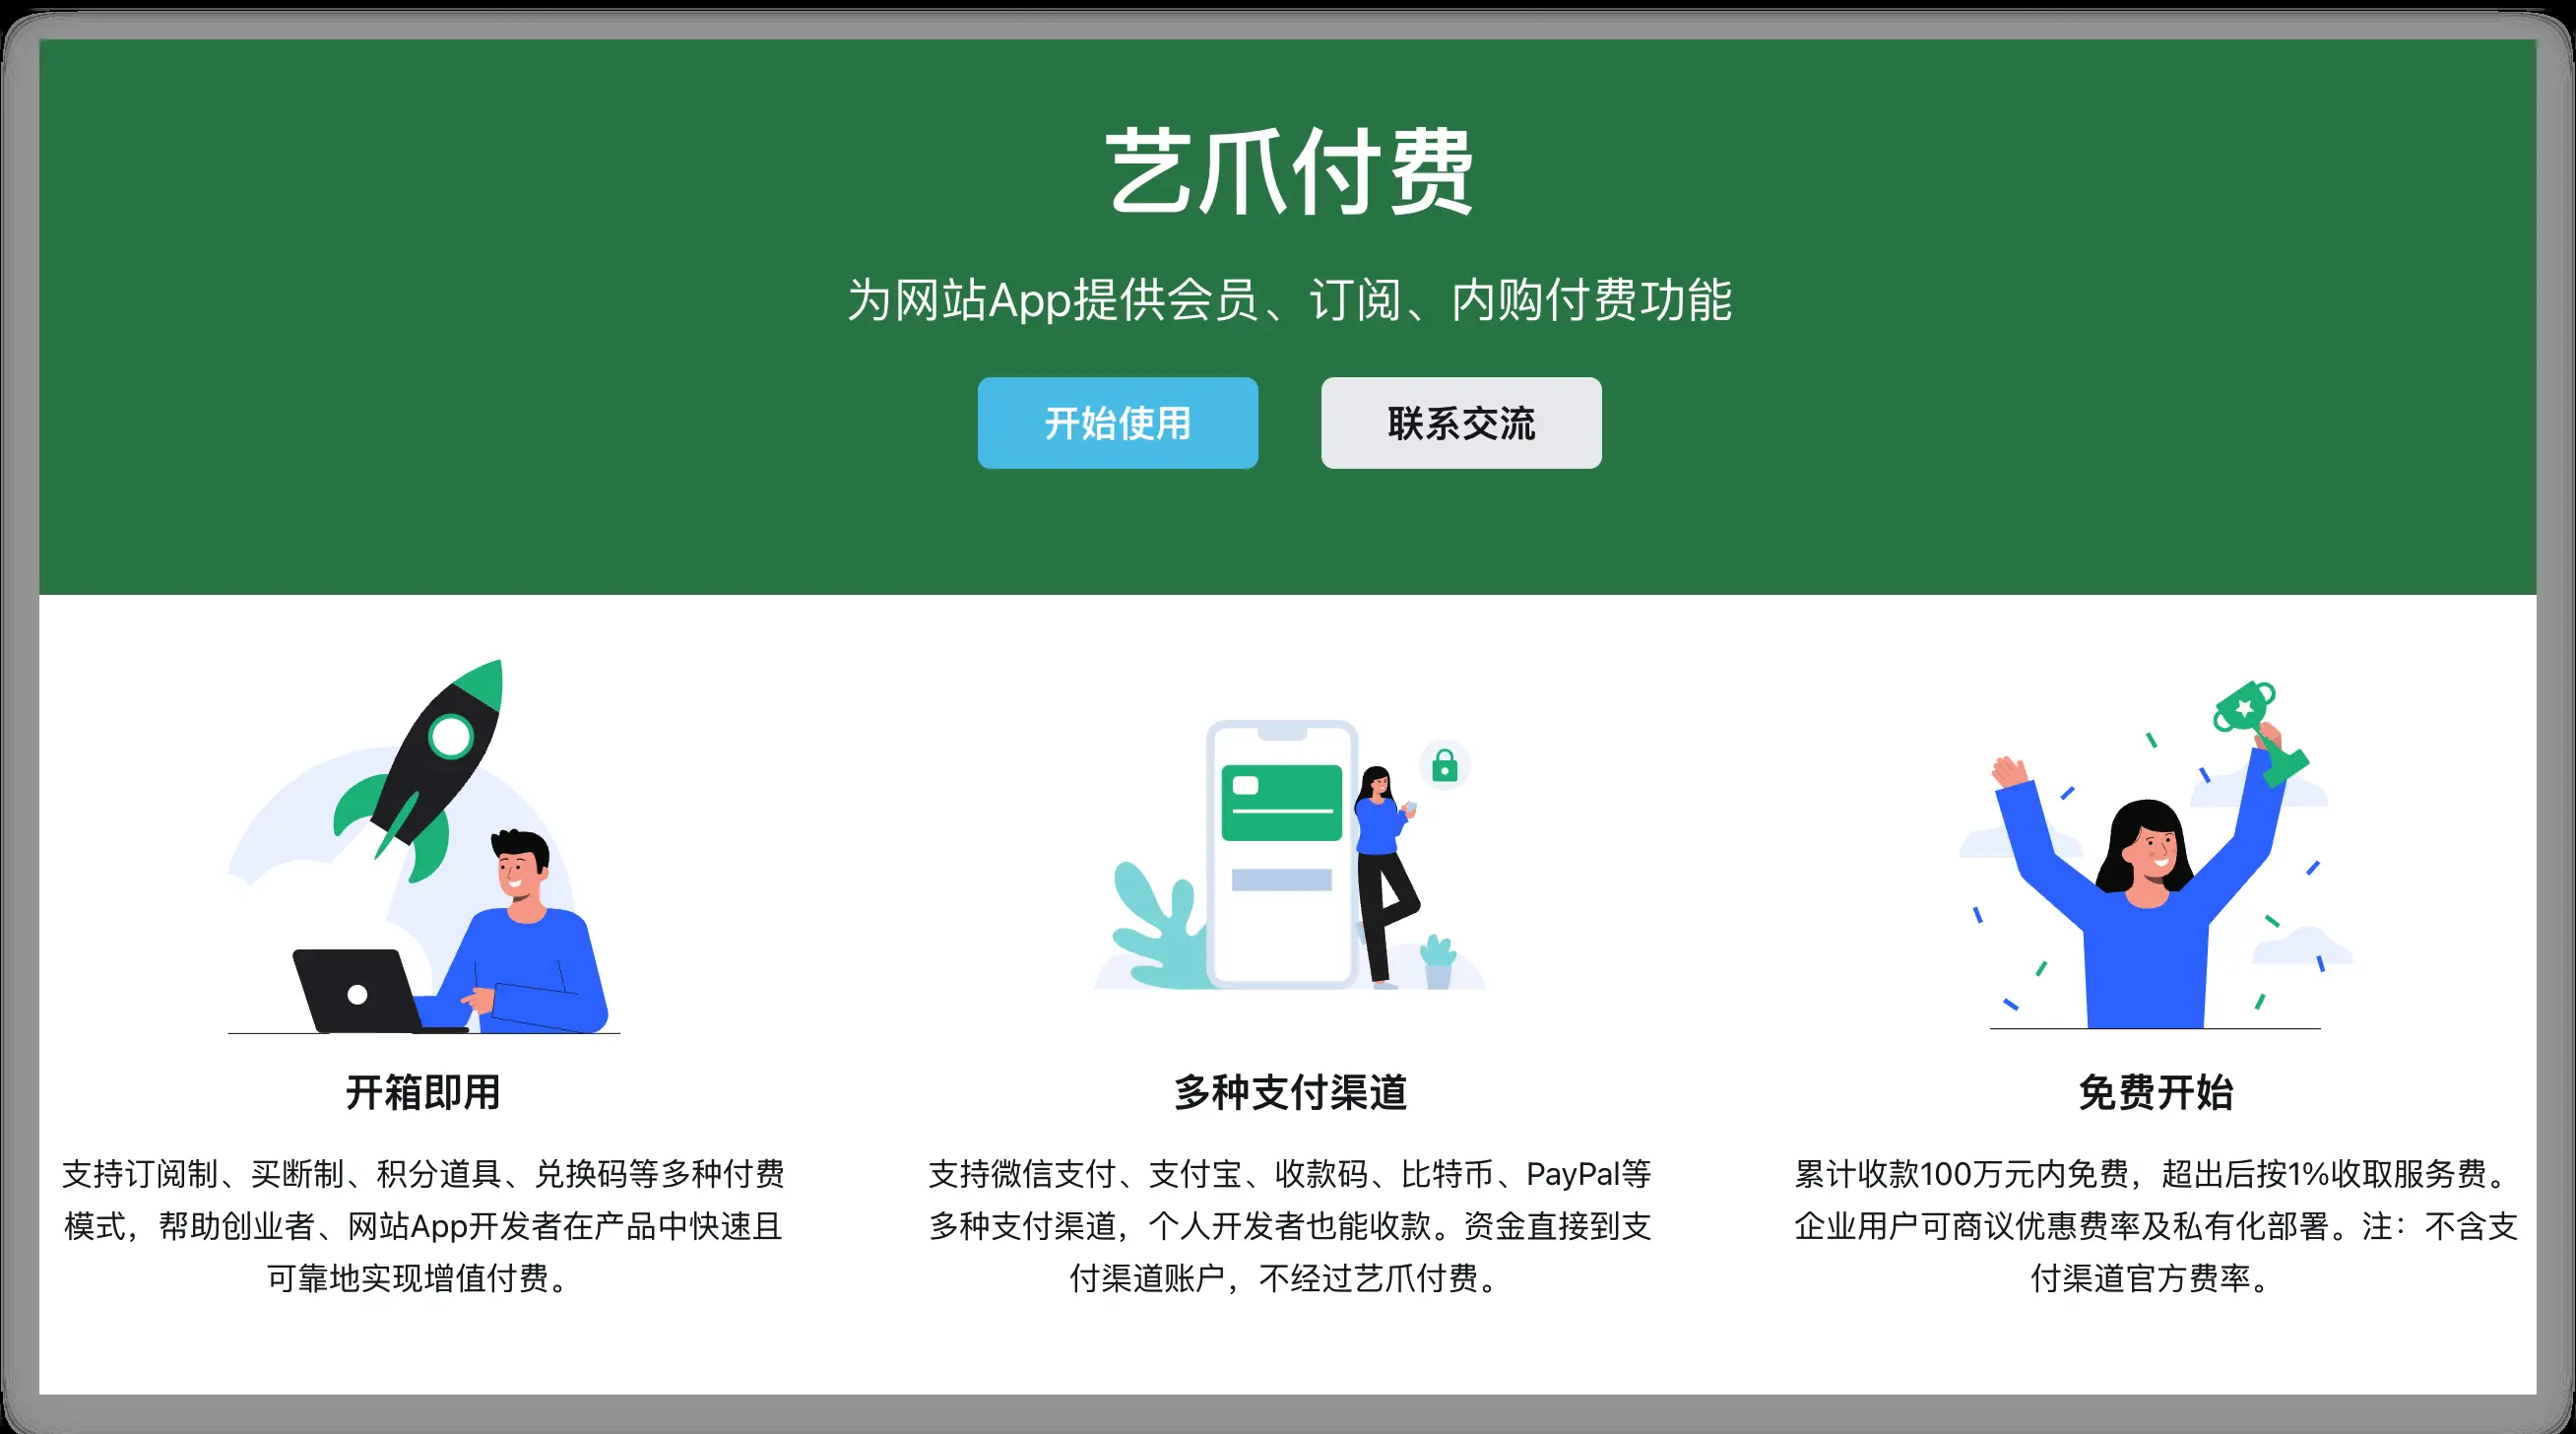 艺爪付费
为网站App提供会员、订阅、内购付费功能
开始使用
联系交流
开箱即用
支持订阅制、买断制、积分道具、兑换码等多种付费
模式，帮助创业者、网站App开发者在产品中快速且
可靠地实现增值付费。
多种支付渠道
支持微信支付、支付宝、收款码、比特币、PayPal等
多种支付渠道，个人开发者也能收款。资金直接到支
付渠道账户，不经过艺爪付费。
免费开始
累计收款100万元内免费，超出后按1%收取服务费。
企业用户可商议优惠费率及私有化部署。注：不含支
付渠道官方费率。